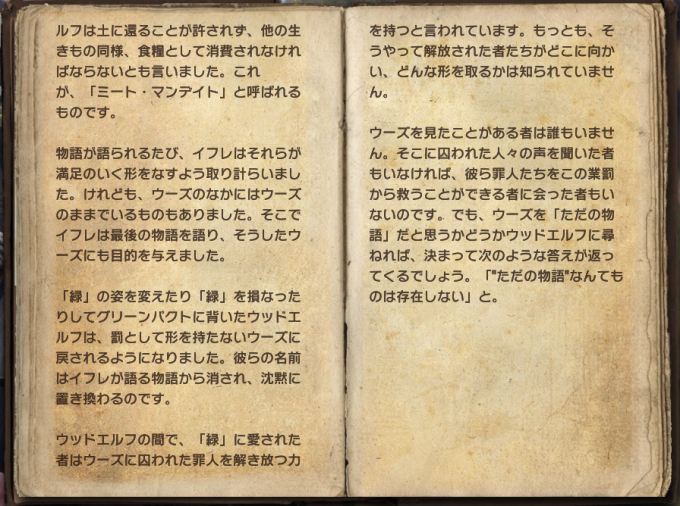 ルフは土に還ることが許されず、他の生
きもの同様、食糧として消費されなけれ
ばならないとも言いました。これ
が、「ミート・マンデイト」と呼ばれる
ものです。
物語が語られるたび、イフレはそれらが
満足のいく形をなすよう取り計らいまし
た。けれども、ウーズのなかにはウーズ
のままでいるものもありました。そこで
イフレは最後の物語を語り、そうしたウ
ーズにも目的を与えました。
「緑」の姿を変えたり「緑」を損なった
りしてグリーンパクトに背いたウッドエ
ルフは、罰として形を持たないウーズに
戻されるようになりました。彼らの名前
はイフレが語る物語から消され、沈黙に
置き換わるのです。
ウッドエルフの間で、「緑」に愛された
者はウーズに囚われた罪人を解き放つ力
を持つと言われています。もっとも、そ
うやって解放された者たちがどこに向か
い、どんな形を取るかは知られていませ
ん。
ウーズを見たことがある者は誰もいませ
ん。そこに囚われた人々の声を聞いた者
もいなければ、彼ら罪人たちをこの業罰
から救うことができる者に会った者もい
ないのです。でも、ウーズを「ただの物
語」だと思うかどうかウッドエルフに尋
ねれば、決まって次のような答えが返っ
てくるでしょう。「"ただの物語"なんても
のは存在しない」と。